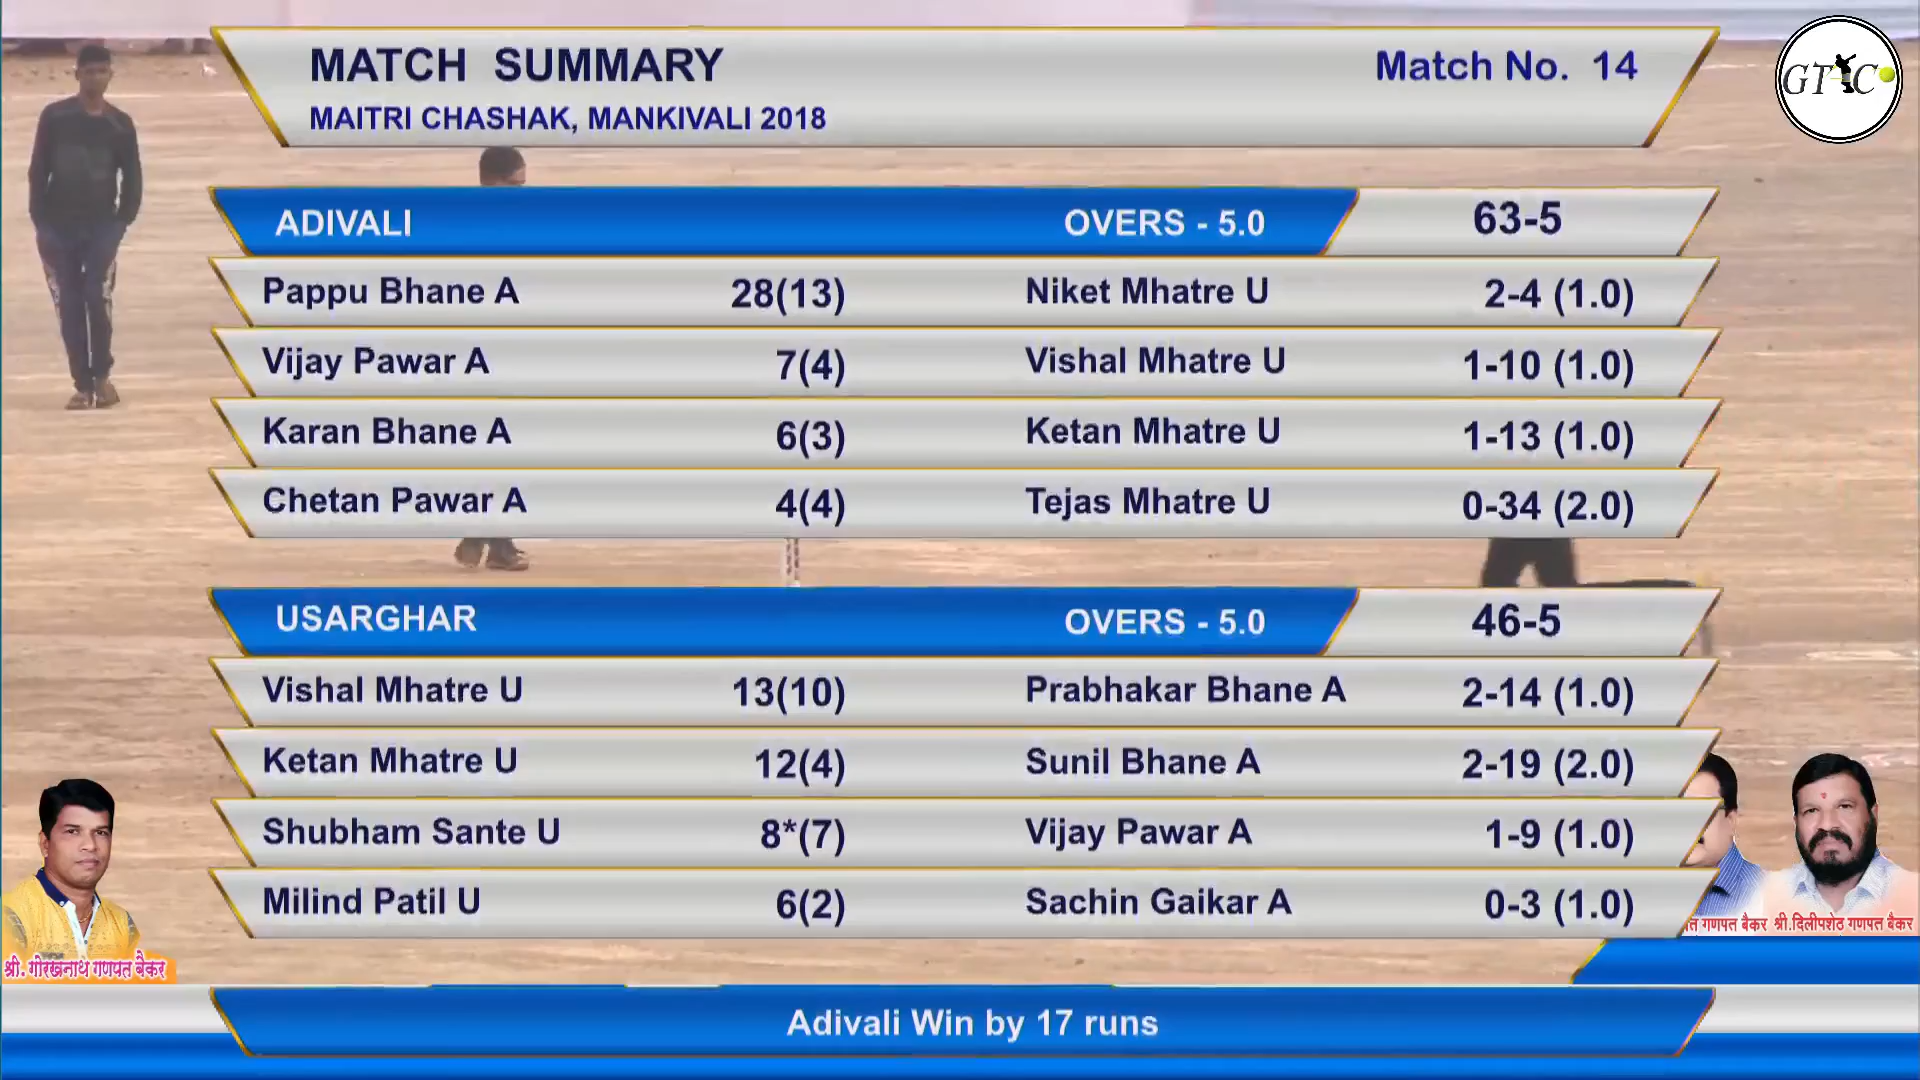 MATCH SUMMARY
Match No. 14
MAITRI CHASHAK, MANKIVALI 2018
GTCC
ADIVALI OVERS - 5.0 63-5
Pappu Bhane A 28(13) Niket Mhatre U 2-4 (1.0)
Vijay Pawar A 7(4) Vishal Mhatre U 1-10 (1.0)
Karan Bhane A 6(3) Ketan Mhatre U 1-13 (1.0)
Chetan Pawar A 4(4) Tejas Mhatre U 0-34 (2.0)
USARGHAR OVERS - 5.0 46-5
Vishal Mhatre U 13(10) Prabhakar Bhane A 2-14 (1.0)
Ketan Mhatre U 12(4) Sunil Bhane A 2-19 (2.0)
Shubham Sante U 8*(7) Vijay Pawar A 1-9 (1.0)
Milind Patil U 6(2) Sachin Gaikar A 0-3 (1.0)
गणपत बैकर श्री.दिलीपशेठ गणपत बैकर
श्री. गोरखनाथ गणपत बैकर
Adivali Win by 17 runs